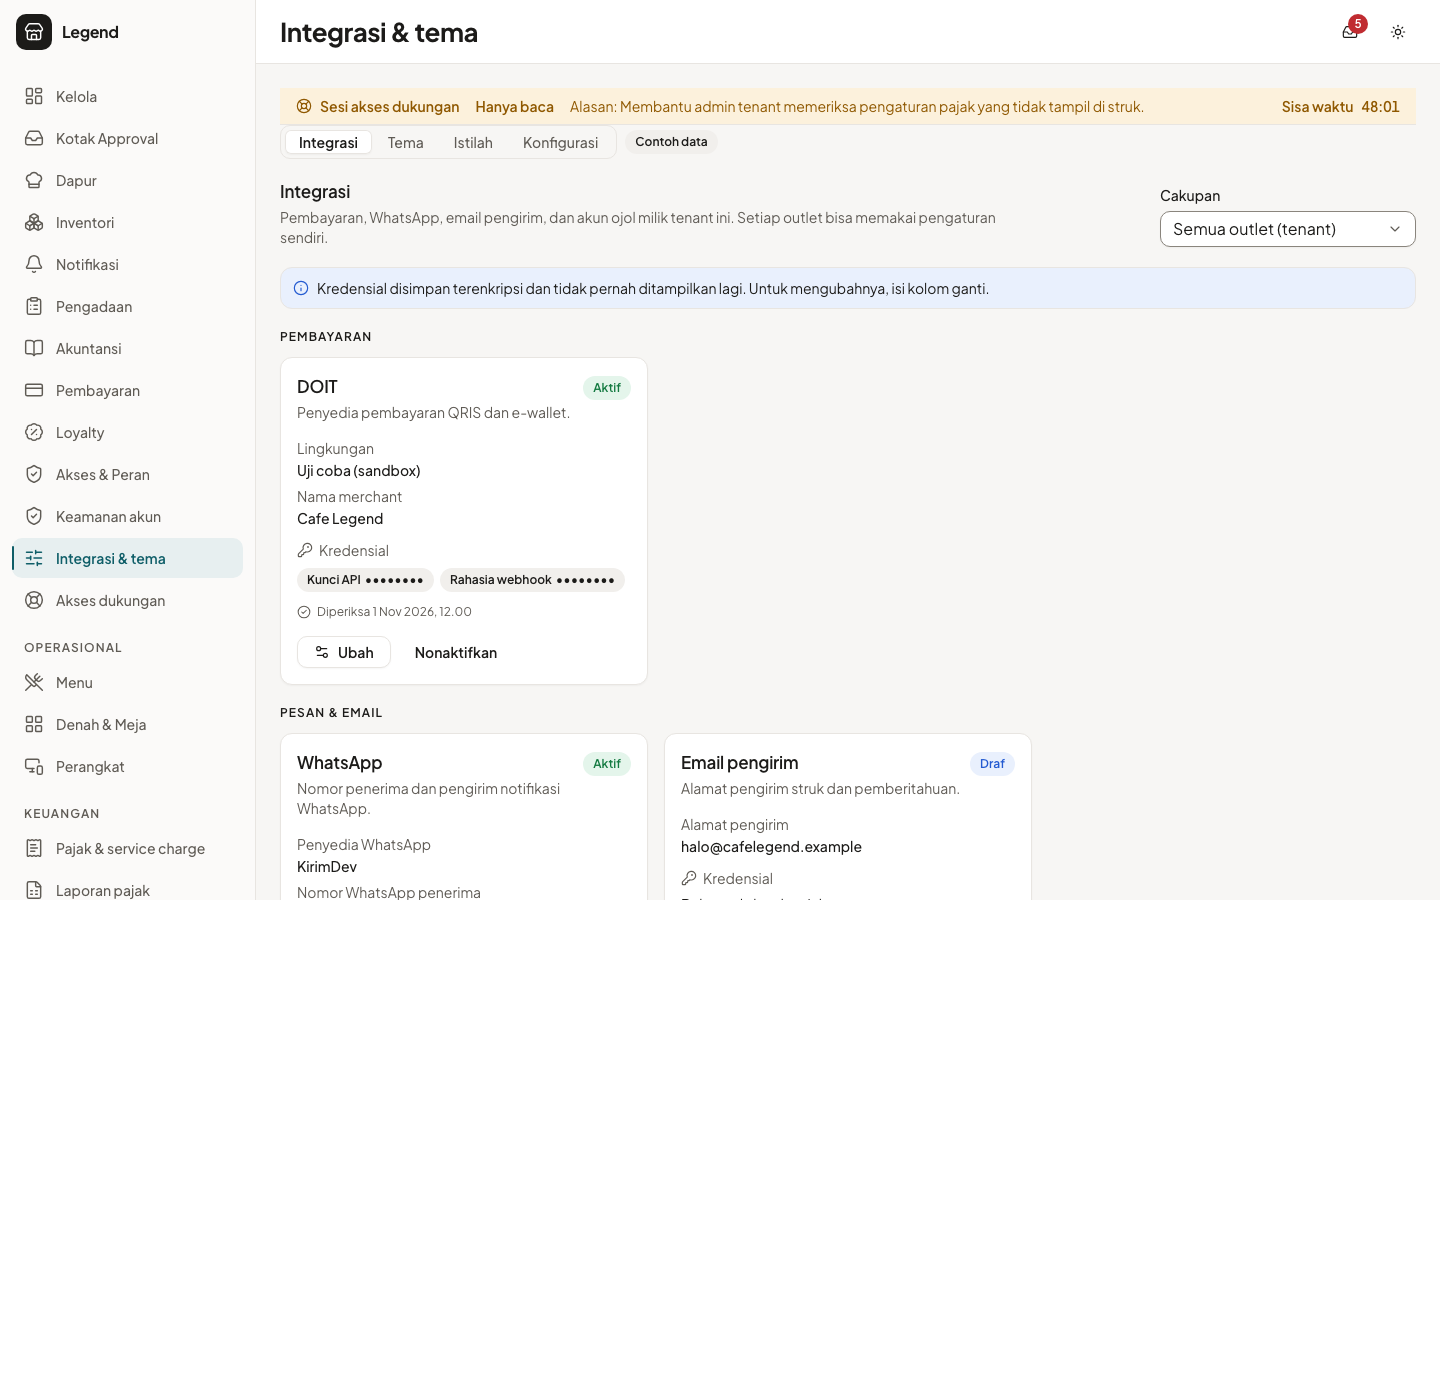 Legend
Integrasi & tema
5
Kelola
Kotak Approval
Dapur
Inventori
Notifikasi
Pengadaan
Akuntansi
Pembayaran
Loyalty
Akses & Peran
Keamanan akun
Integrasi & tema
Akses dukungan
OPERASIONAL
Menu
Denah & Meja
Perangkat
KEUANGAN
Pajak & service charge
Laporan pajak
Sesi akses dukungan Hanya baca Alasan: Membantu admin tenant memeriksa pengaturan pajak yang tidak tampil di struk. Sisa waktu 48:01
Integrasi Tema Istilah Konfigurasi Contoh data
Integrasi
Pembayaran, WhatsApp, email pengirim, dan akun ojol milik tenant ini. Setiap outlet bisa memakai pengaturan
sendiri.
Cakupan
Semua outlet (tenant)
Kredensial disimpan terenkripsi dan tidak pernah ditampilkan lagi. Untuk mengubahnya, isi kolom ganti.
PEMBAYARAN
DOIT
Aktif
Penyedia pembayaran QRIS dan e-wallet.
Lingkungan
Uji coba (sandbox)
Nama merchant
Cafe Legend
Kredensial
Kunci API •••••••• Rahasia webhook ••••••••
Diperiksa 1 Nov 2026, 12.00
Ubah Nonaktifkan
PESAN & EMAIL
WhatsApp
Aktif
Nomor penerima dan pengirim notifikasi
WhatsApp.
Penyedia WhatsApp
KirimDev
Nomor WhatsApp penerima
Email pengirim
Draf
Alamat pengirim struk dan pemberitahuan.
Alamat pengirim
halo@cafelegend.example
Kredensial